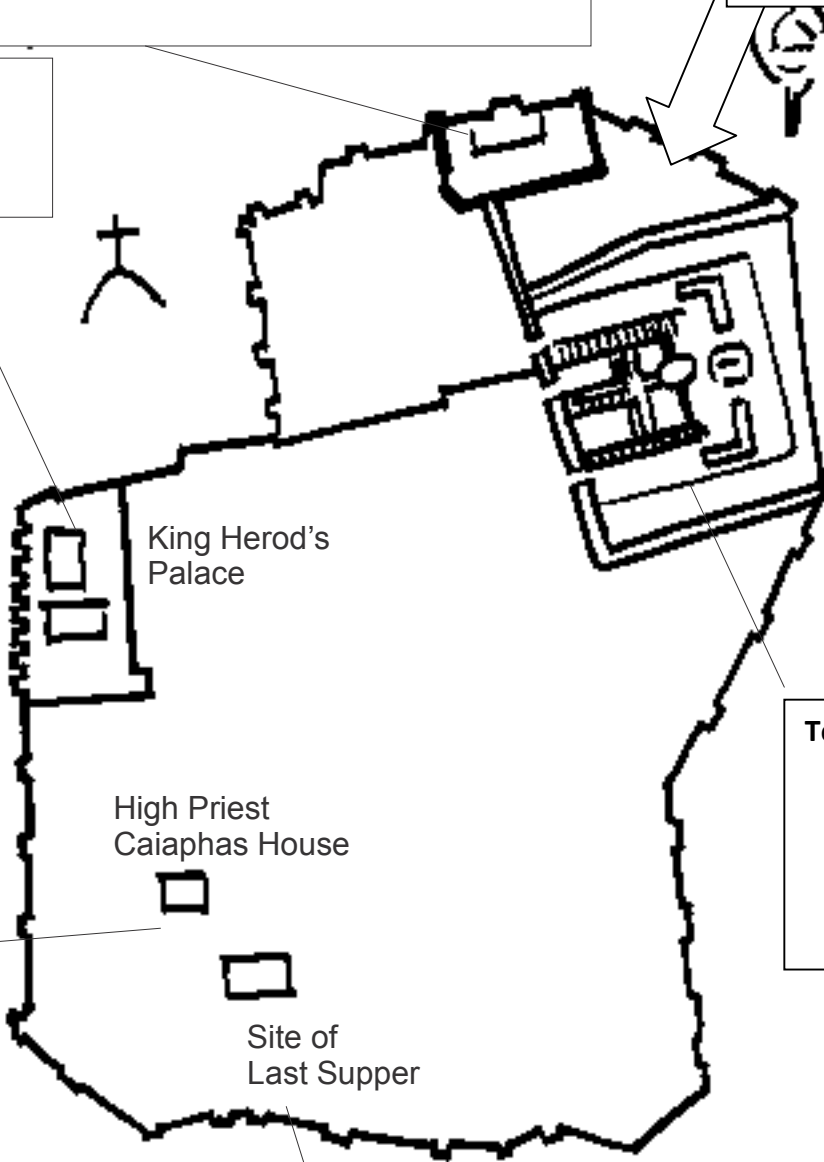 King Herod’s
Palace
High Priest
Caiaphas House
Site of
Last Supper